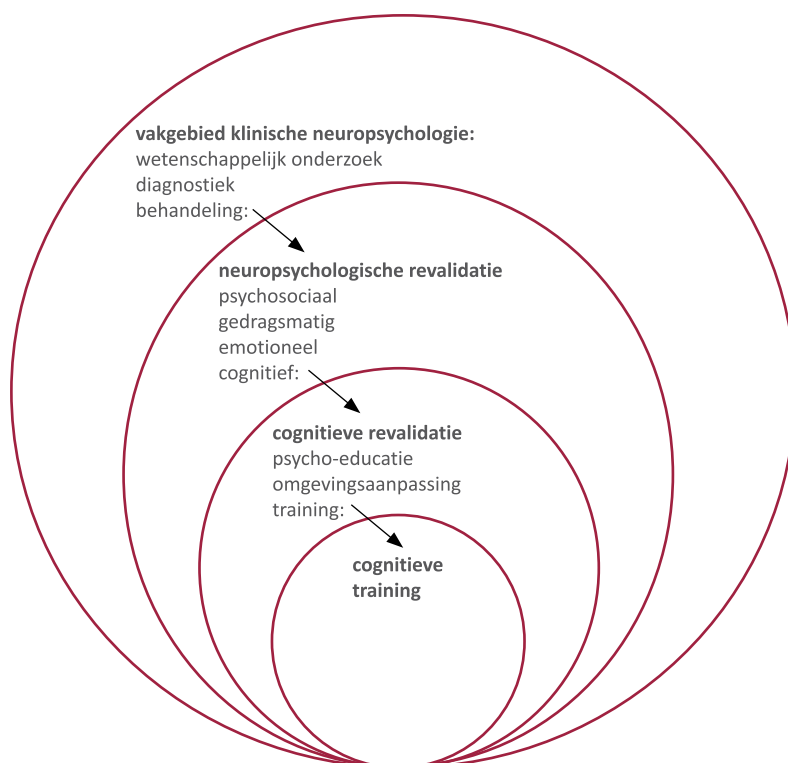 vakgebied klinische neuropsychologie:
wetenschappelijk onderzoek
diagnostiek
behandeling:
neuropsychologische revalidatie
psychosociaal
gedragsmatig
emotioneel
cognitief:
cognitieve revalidatie
psycho-educatie
omgevingsaanpassing
training:
cognitieve
training